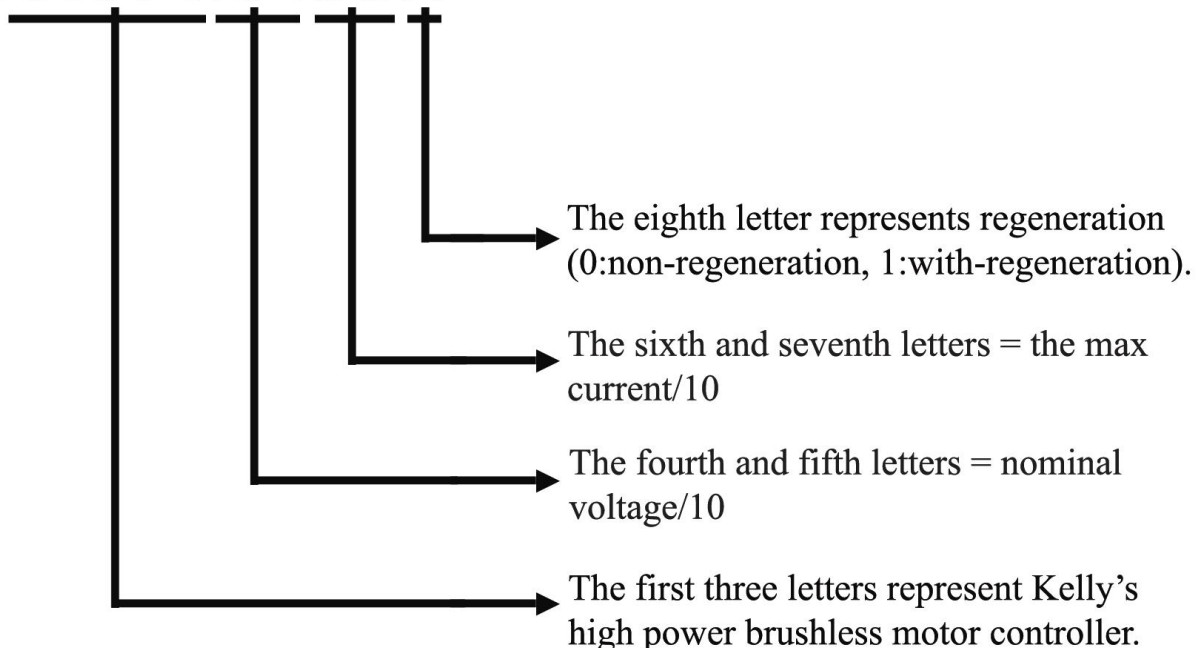 The eighth letter represents regeneration
(0:non-regeneration, 1:with-regeneration).
The sixth and seventh letters = the max
current/10
The fourth and fifth letters = nominal
voltage/10
The first three letters represent Kelly’s
high power brushless motor controller.